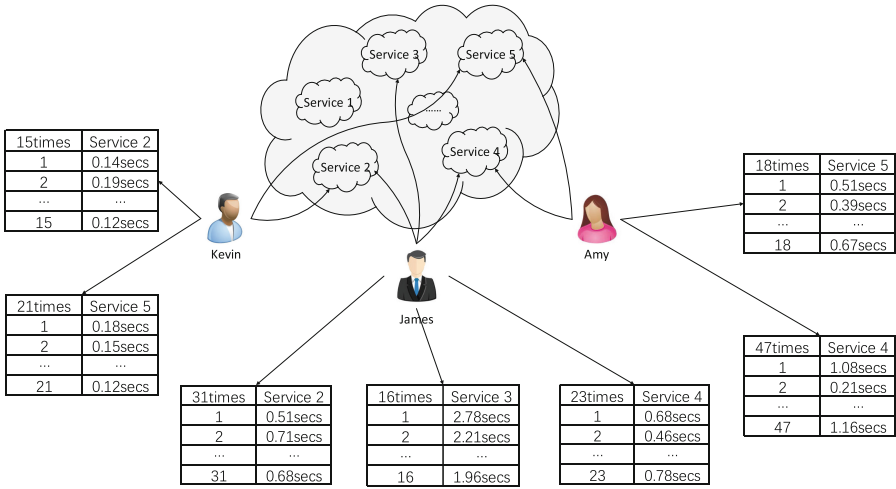 Service 3
Service 5
Service 1
......
Service 2
Service 4
15times Service 2
1 0.14secs
2 0.19secs
... ...
15 0.12secs
Kevin
Amy
James
18times Service 5
1 0.51secs
2 0.39secs
... ...
18 0.67secs
21times Service 5
1 0.18secs
2 0.15secs
... ...
21 0.12secs
31times Service 2
1 0.51secs
2 0.71secs
... ...
31 0.68secs
16times Service 3
1 2.78secs
2 2.21secs
... ...
16 1.96secs
23times Service 4
1 0.68secs
2 0.46secs
... ...
23 0.78secs
47times Service 4
1 1.08secs
2 0.21secs
... ...
47 1.16secs